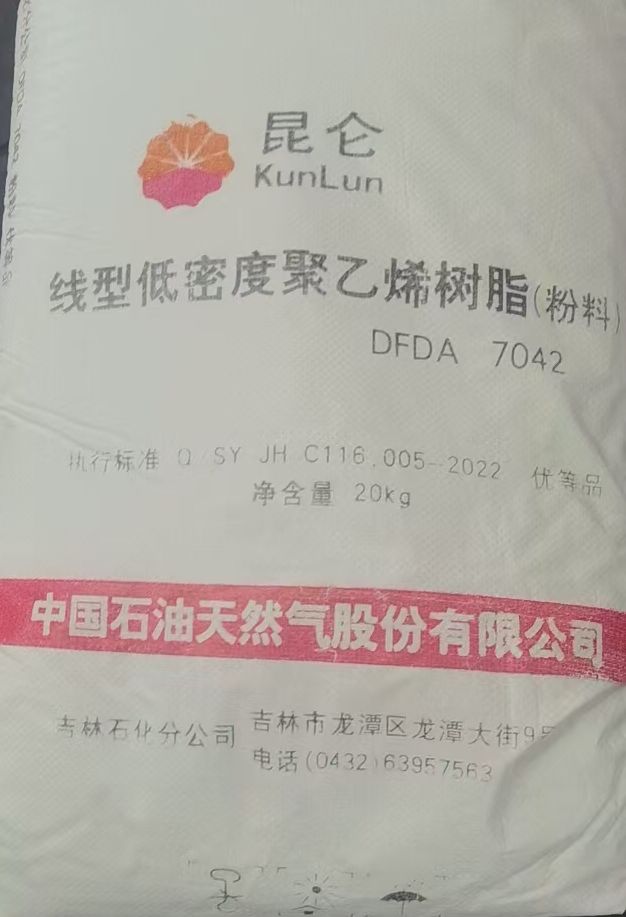 昆仑
KunLun
线型低密度聚乙烯树脂(粉料)
DFDA 7042
执行标准 Q/SY JH C116.005-2022 优等品
净含量 20kg
中国石油天然气股份有限公司
吉林石化分公司 吉林市龙潭区龙潭大街9号
电话(0432)63957563